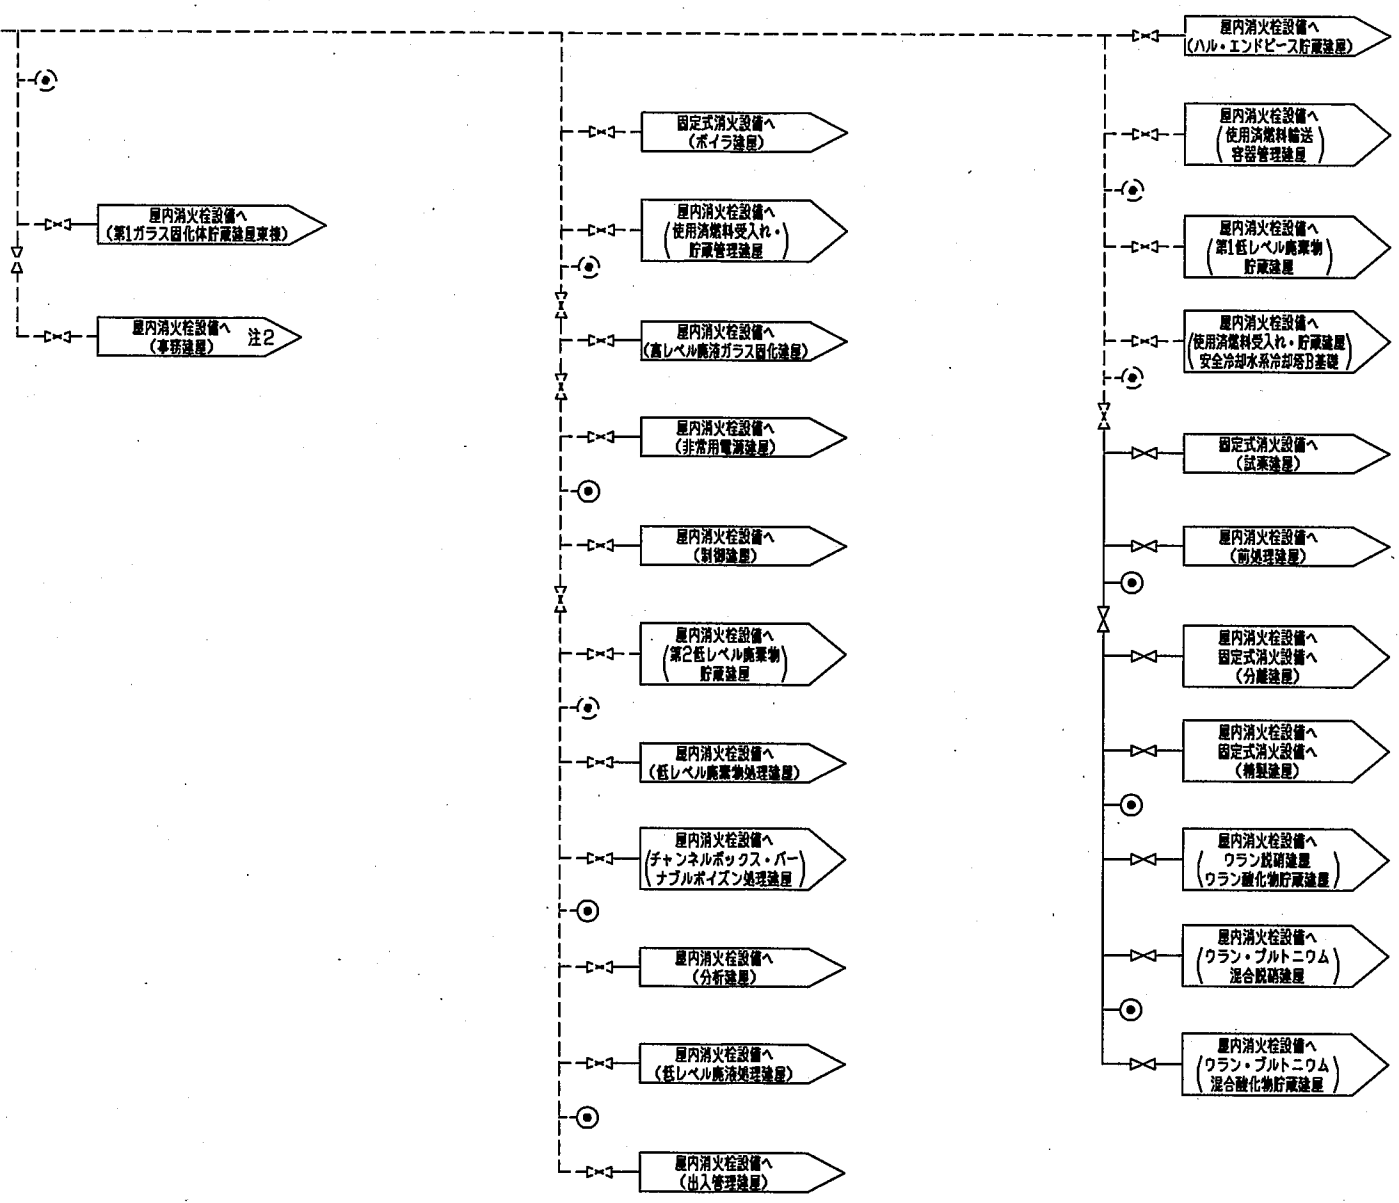 屋内消火栓設備へ
(第1ガラス固化体貯蔵建屋東棟)
屋内消火栓設備へ 注2
(事務建屋)
固定式消火設備へ
(ボイラ建屋)
屋内消火栓設備へ
(使用済燃料受入れ・
貯蔵管理建屋)
屋内消火栓設備へ
(高レベル廃液ガラス固化建屋)
屋内消火栓設備へ
(非常用電源建屋)
屋内消火栓設備へ
(制御建屋)
屋内消火栓設備へ
(第2低レベル廃棄物
貯蔵建屋)
屋内消火栓設備へ
(低レベル廃棄物処理建屋)
屋内消火栓設備へ
(チャンネルボックス・バー
ナブルポイズン処理建屋)
屋内消火栓設備へ
(分析建屋)
屋内消火栓設備へ
(低レベル廃液処理建屋)
屋内消火栓設備へ
(出入管理建屋)
屋内消火栓設備へ
(ハル・エンドピース貯蔵建屋)
屋内消火栓設備へ
(使用済燃料輸送
容器管理建屋)
屋内消火栓設備へ
(第1低レベル廃棄物
貯蔵建屋)
屋内消火栓設備へ
(使用済燃料受入れ・貯蔵建屋
安全冷却水系冷却塔B基礎)
固定式消火設備へ
(試薬建屋)
屋内消火栓設備へ
(前処理建屋)
屋内消火栓設備へ
固定式消火設備へ
(分離建屋)
屋内消火栓設備へ
固定式消火設備へ
(精製建屋)
屋内消火栓設備へ
(ウラン脱硝建屋
ウラン酸化物貯蔵建屋)
屋内消火栓設備へ
(ウラン・プルトニウム
混合脱硝建屋)
屋内消火栓設備へ
(ウラン・プルトニウム
混合酸化物貯蔵建屋)